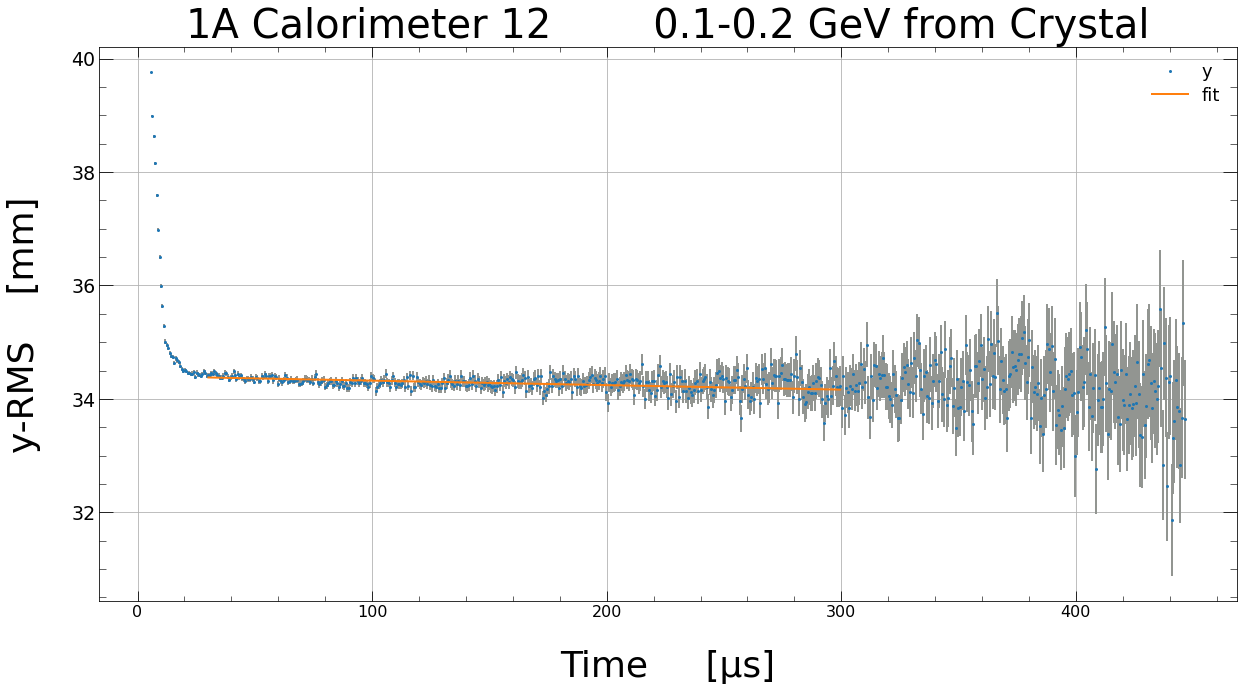 1A Calorimeter 12 0.1-0.2 GeV from Crystal
y
fit
40
38
36
34
32
y-RMS [mm]
0 100 200 300 400
Time [µs]